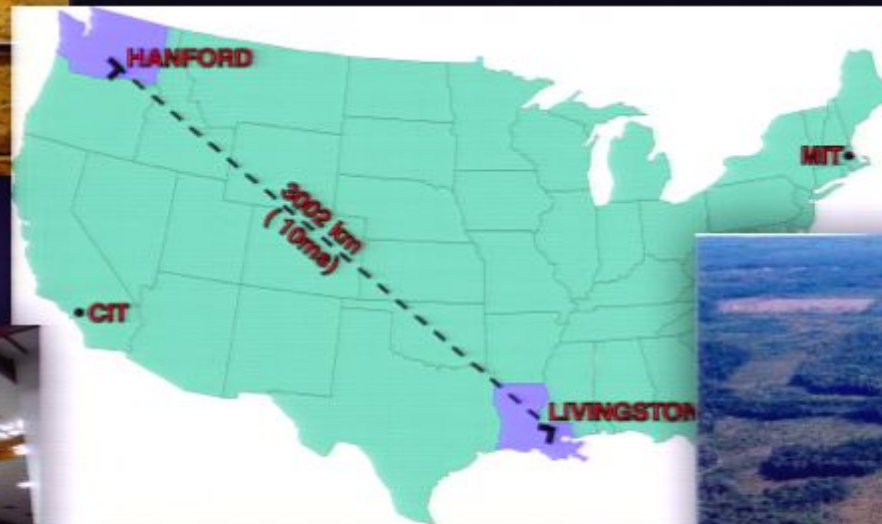 HANFORD
MIT
3002 km
( 10ms)
CIT
LIVINGSTON